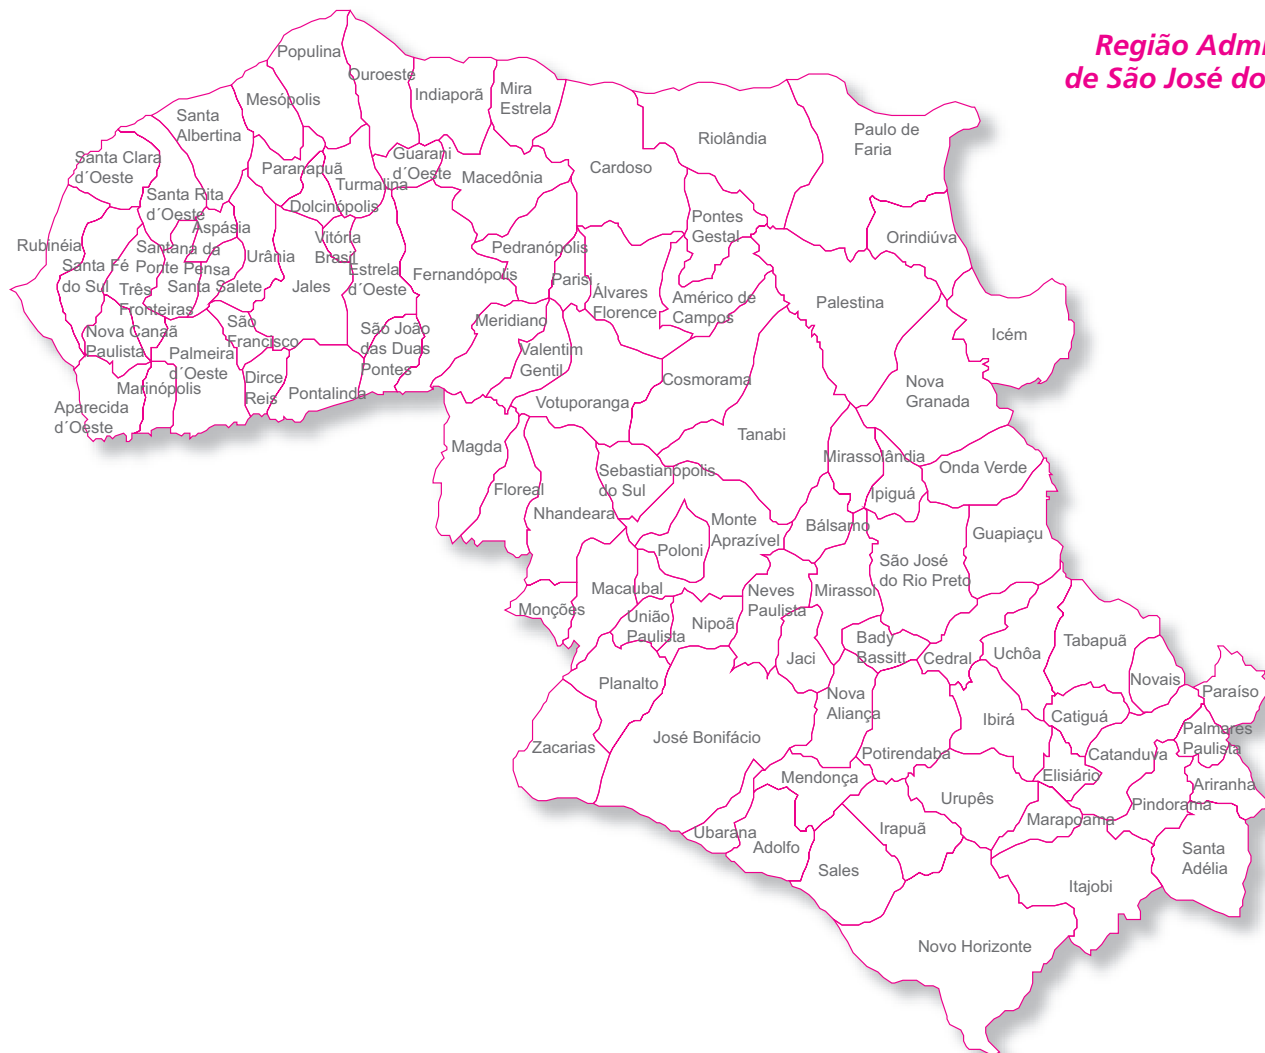 Região Admi
de São José do
Populina
Ouroeste
Mesópolis
Indiaporã
Mira
Estrela
Santa
Albertina
Riolândia
Paulo de
Faria
Santa Clara
d´Oeste
Paranapuã
Guarani
d´Oeste
Turmalina
Macedônia
Cardoso
Santa Rita
d´Oeste
Dolcinópolis
Aspásia
Pontes
Gestal
Orindiúva
Rubinéia
Santa Fé
do Sul
Santana da
Ponte Pensa
Urânia
Vitória
Brasil
Pedranópolis
Três
Fronteiras
Santa Salete
Jales
Estrela
d´Oeste
Fernandópolis
Parisi
Álvares
Florence
Américo de
Campos
Palestina
Icém
Nova Canaã
Paulista
São
Francisco
São João
das Duas
Pontes
Meridiano
Palmeira
d´Oeste
Valentim
Gentil
Marinópolis
Dirce
Reis
Pontalinda
Cosmorama
Nova
Granada
Aparecida
d´Oeste
Votuporanga
Tanabi
Magda
Mirassolândia
Onda Verde
Floreal
Sebastianópolis
do Sul
Ipiguá
Nhandeara
Monte
Aprazível
Bálsamo
Guapiaçu
Poloni
São José
do Rio Preto
Macaubal
Neves
Paulista
Mirassol
Monções
União
Paulista
Nipoã
Bady
Bassitt
Cedral
Uchôa
Tabapuã
Jaci
Planalto
Nova
Aliança
Novais
Paraíso
Ibirá
Catiguá
Zacarias
José Bonifácio
Potirendaba
Catanduva
Palmares
Paulista
Mendonça
Elisiário
Ariranha
Urupês
Pindorama
Ubarana
Adolfo
Irapuã
Marapoama
Sales
Santa
Adélia
Itajobi
Novo Horizonte